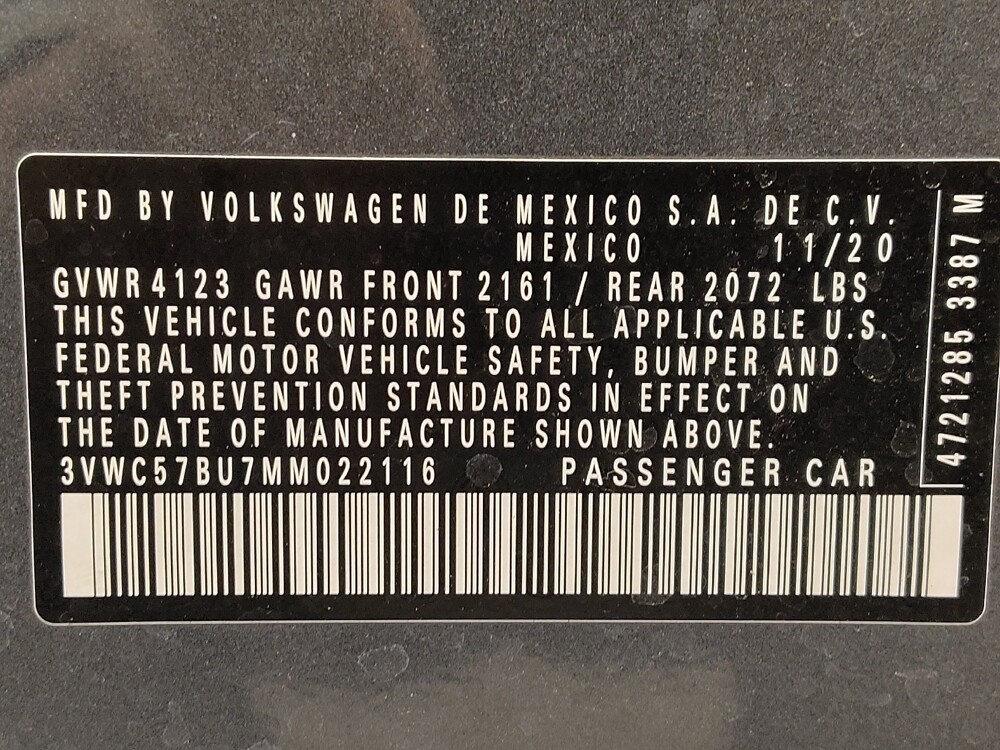 MFD BY VOLKSWAGEN DE MEXICO S.A. DE C.V.
MEXICO 11/20
GVWR 4123 GAWR FRONT 2161 / REAR 2072 LBS
THIS VEHICLE CONFORMS TO ALL APPLICABLE U.S.
FEDERAL MOTOR VEHICLE SAFETY, BUMPER AND
THEFT PREVENTION STANDARDS IN EFFECT ON
THE DATE OF MANUFACTURE SHOWN ABOVE.
3VWC57BU7MM022116 PASSENGER CAR
4721285 3387 M